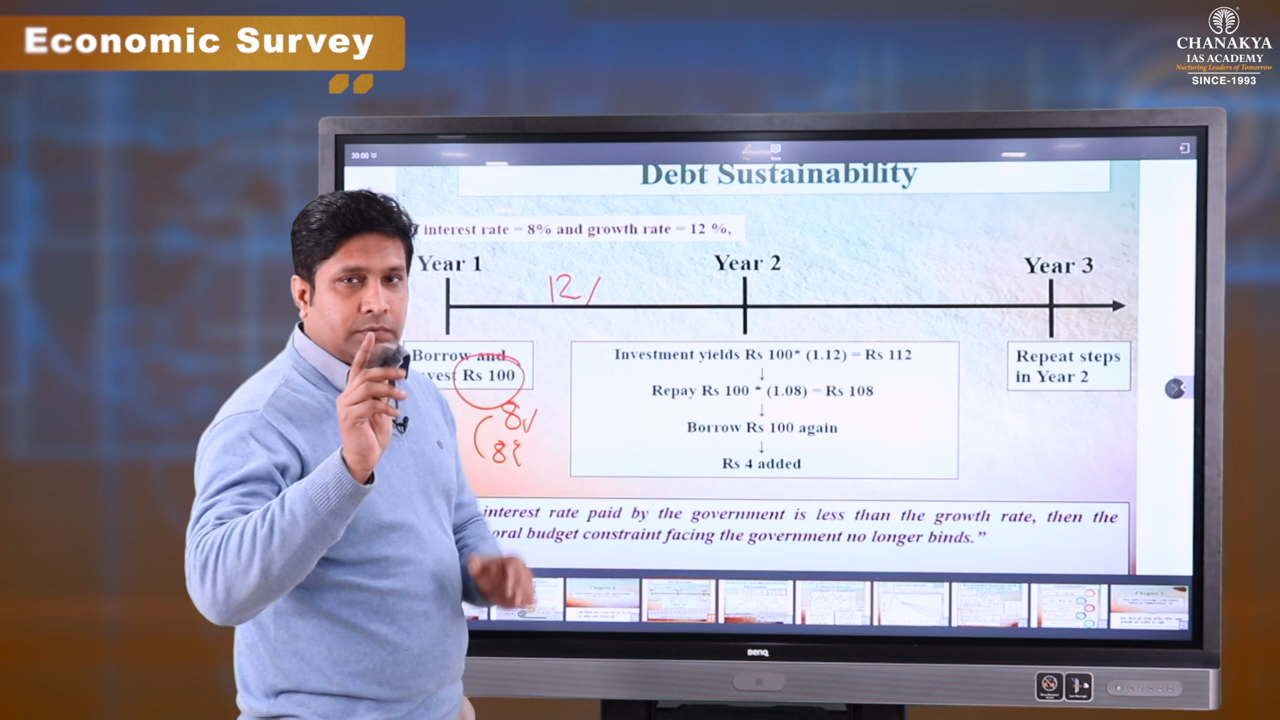 Economic Survey
CHANAKYA
IAS ACADEMY
Nurturing Leaders of Tomorrow
SINCE-1993
30:00
Debt Sustainability
interest rate = 8% and growth rate = 12 %,
Year 1
Year 2
Year 3
12/
Borrow and
Rs 100
8
Investment yields Rs 100* (1.12) = Rs 112
↓
Repay Rs 100 * (1.08) = Rs 108
↓
Borrow Rs 100 again
↓
Rs 4 added
Repeat steps
in Year 2
interest rate paid by the government is less than the growth rate, then the
budget constraint facing the government no longer binds.”
BenQ